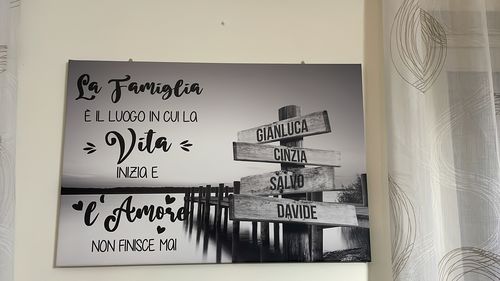 La Famiglia
È IL LUOGO IN CUI LA
Vita
INIZIA E
l'Amore
NON FINISCE MAI
GIANLUCA
CINZIA
SALVO
DAVIDE